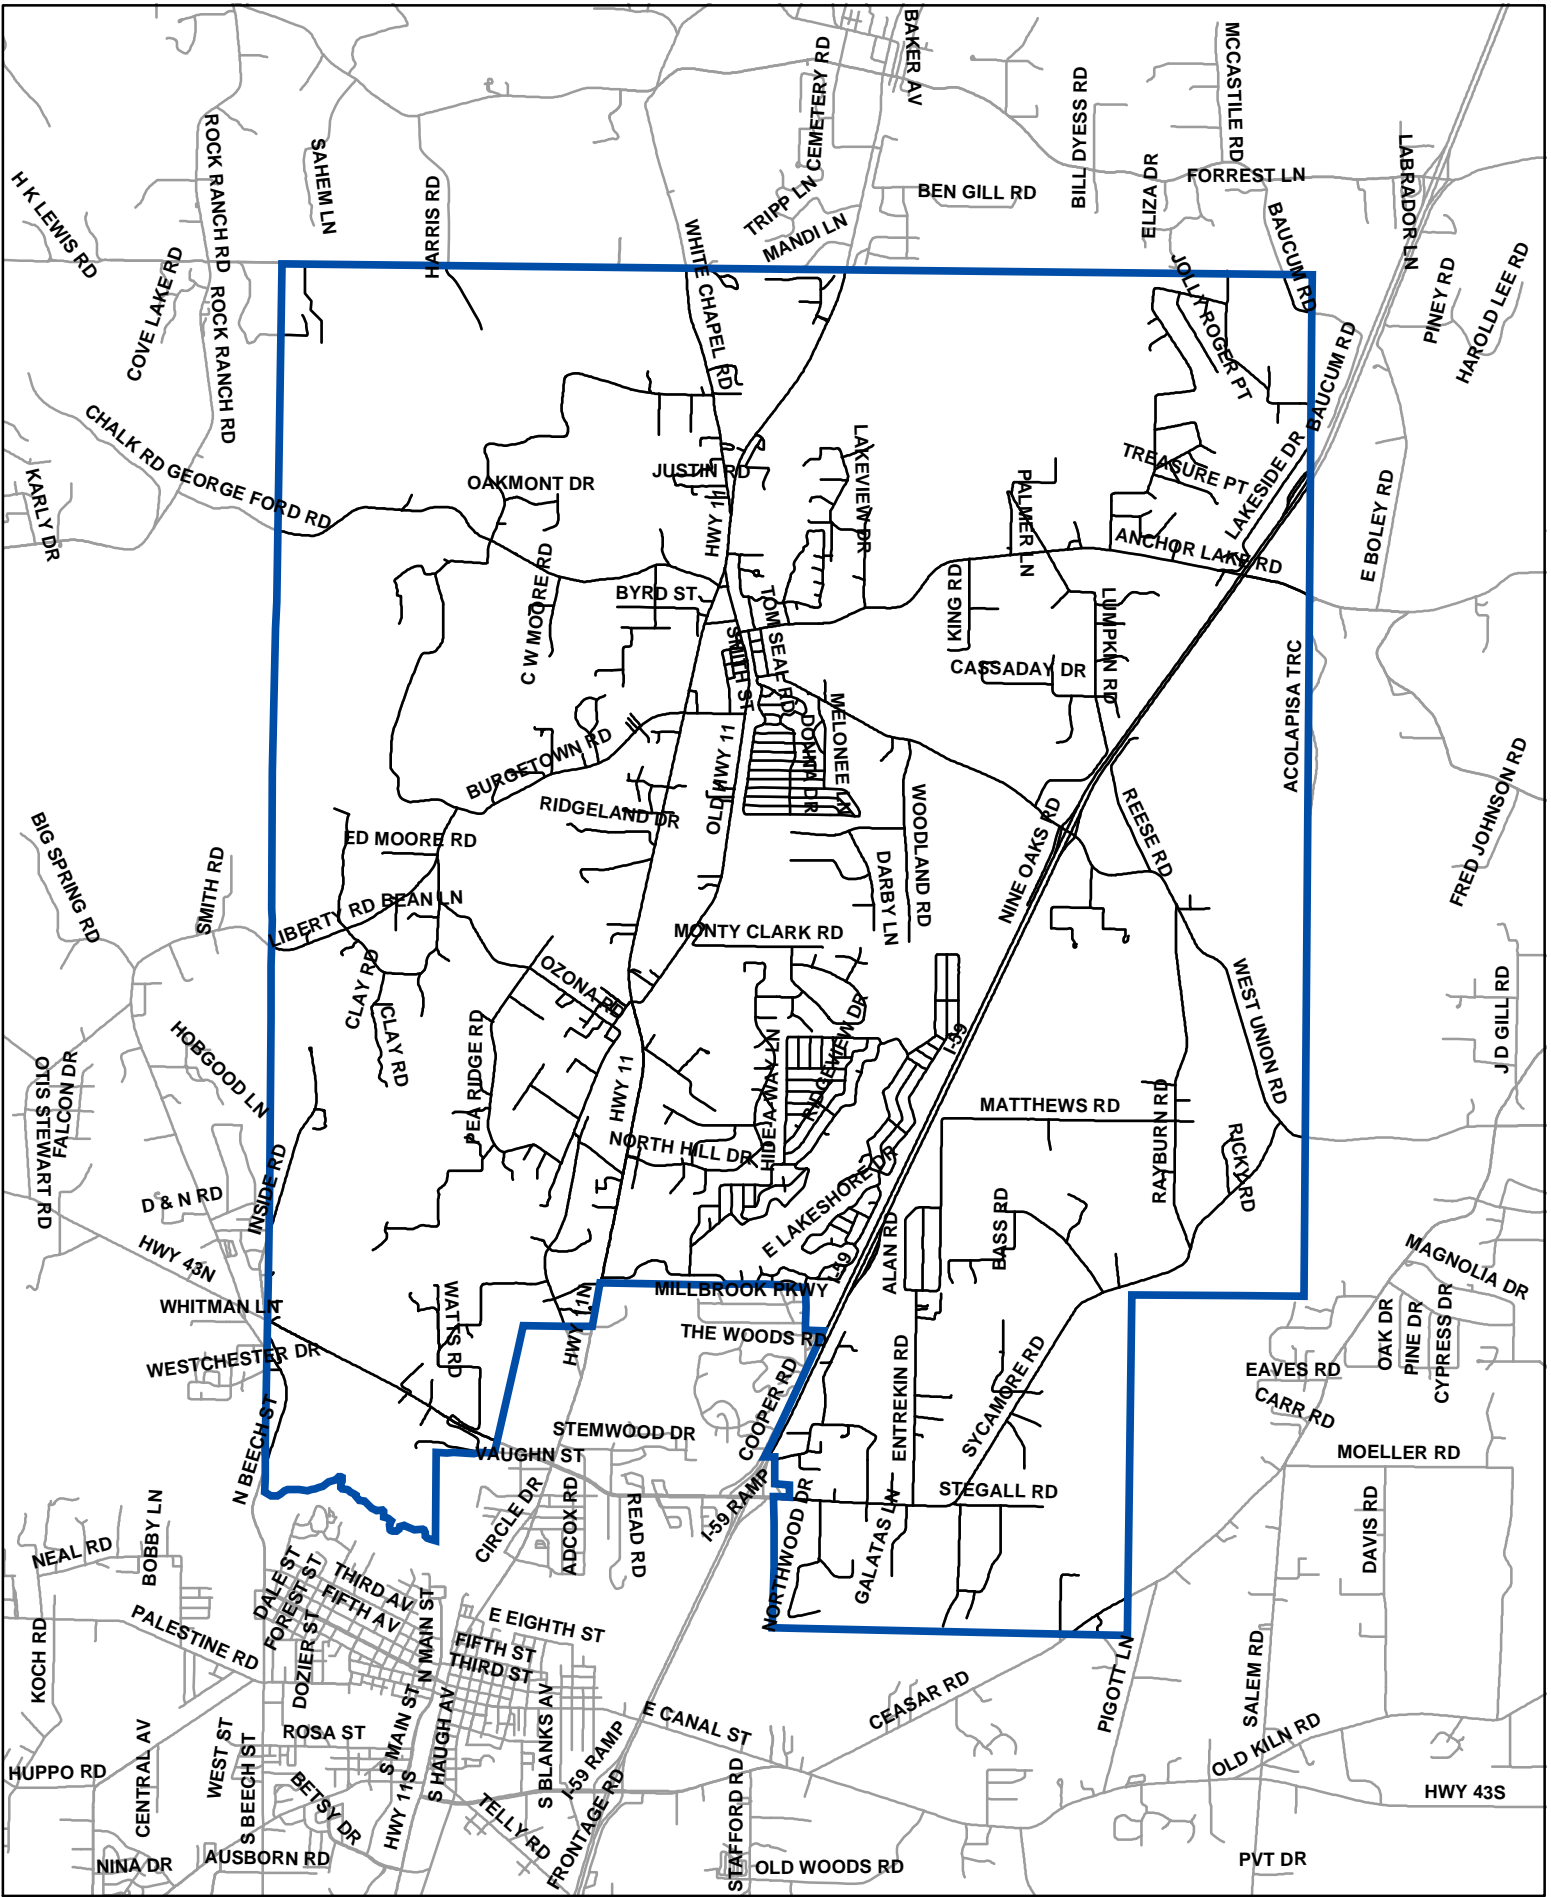 BAKER AV
MCCASTILE RD
CEMETERY RD
BILL DYESS RD
ROCK RANCH RD
SAHEM LN
LABRADOR LN
ELIZA DR
FORREST LN
H K LEWIS RD
HARRIS RD
TRIPP LN
BEN GILL RD
MANDI LN
WHITE CHAPEL RD
BAUCUM RD
COVE LAKE RD
ROCK RANCH RD
JOLLY ROGER PT
PINEY RD
HAROLD LEE RD
BAUCUM RD
CHALK RD
GEORGE FORD RD
KARLY DR
OAKMONT DR
JUSTIN RD
LAKEVIEW DR
PALMER LN
TREASURE PT
LAKESIDE DR
E BOLEY RD
HWY 11
ANCHOR LAKE RD
C W MOORE RD
BYRD ST
TOM SEAF RD
KING RD
LUMPKIN RD
SMITH ST
CASSADAY DR
ACOLAPISA TRC
MELONEE LN
DONNA DR
BURGETOWN RD
OLD HWY 11
RIDGELAND DR
WOODLAND RD
NINE OAKS RD
REESE RD
FRED JOHNSON RD
BIG SPRING RD
SMITH RD
ED MOORE RD
DARBY LN
LIBERTY RD
BEAN LN
MONTY CLARK RD
CLAY RD
OZONA RD
WEST UNION RD
J D GILL RD
CLAY RD
PEA RIDGE RD
RIDGEVIEW DR
I-59
HOBGOOD LN
OTIS STEWART RD
FALCON DR
HWY 11
HIDE-A-WAY LN
MATTHEWS RD
RAYBURN RD
RICKY RD
NORTH HILL DR
INSIDE RD
D & N RD
E LAKESHORE DR
BASS RD
ALAN RD
HWY 43N
I-59
MAGNOLIA DR
WHITMAN LN
WATTS RD
MILLBROOK PKWY
HWY 11N
THE WOODS RD
OAK DR
PINE DR
CYPRESS DR
WESTCHESTER DR
EAVES RD
ENTREKIN RD
SYCAMORE RD
COOPER RD
CARR RD
N BEECH ST
STEMWOOD DR
VAUGHN ST
MOELLER RD
STEGALL RD
I-59 RAMP
CIRCLE DR
ADCOX RD
READ RD
NORTHWOOD DR
GALATAS LN
DAVIS RD
BOBBY LN
NEAL RD
DALE ST
FOREST ST
THIRD AV
FIFTH AV
N MAIN ST
E EIGHTH ST
FIFTH ST
THIRD ST
PALESTINE RD
KOCH RD
DOZIER ST
PIGOTT LN
SALEM RD
CEASAR RD
E CANAL ST
OLD KILN RD
S MAIN ST
S HAUGH AV
S BLANKS AV
I-59 RAMP
ROSA ST
WEST ST
CENTRAL AV
S BEECH ST
HUPPO RD
BETSY DR
HWY 11S
TELLY RD
FRONTAGE RD
STAFFORD RD
HWY 43S
NINA DR
AUSBORN RD
OLD WOODS RD
PVT DR